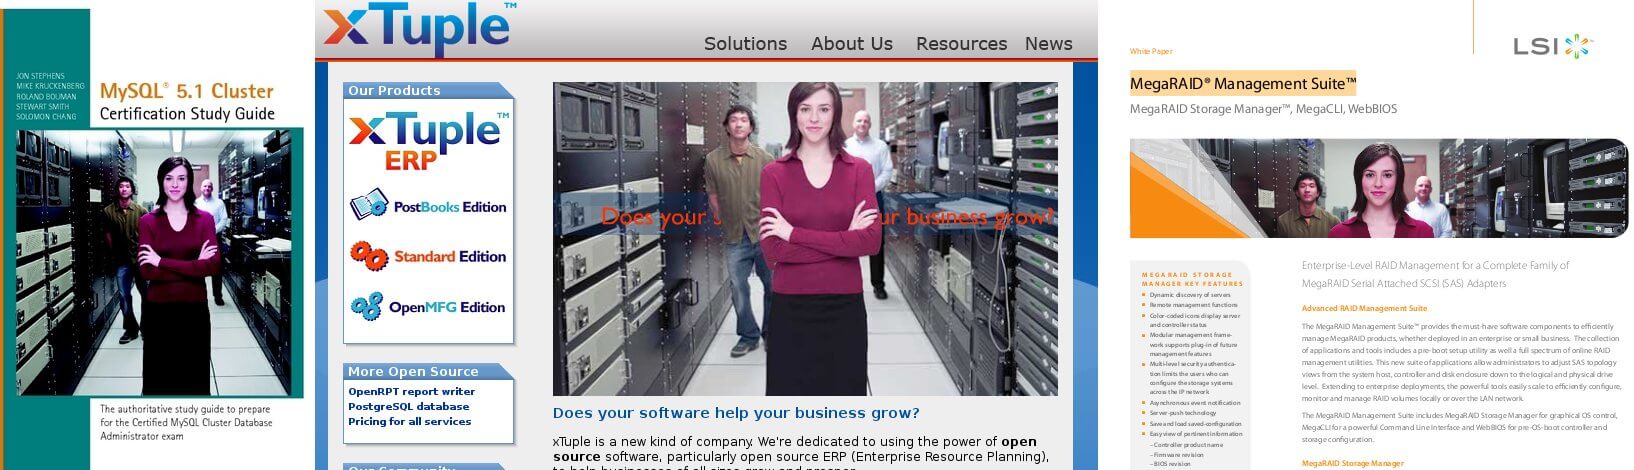 JON STEPHENS
MIKE KRUCKENBERG
ROLAND BOUMAN
STEWART SMITH
SOLOMON CHANG
MySQL® 5.1 Cluster
Certification Study Guide
The authoritative study guide to prepare
for the Certified MySQL Cluster Database
Administrator exam
xTuple™
Solutions About Us Resources News
Our Products
xTuple™
ERP
PostBooks Edition
Standard Edition
OpenMFG Edition
More Open Source
OpenRPT report writer
PostgreSQL database
Pricing for all services
Our Community
Does your s ur business grow?
Does your software help your business grow?
xTuple is a new kind of company. We're dedicated to using the power of open
source software, particularly open source ERP (Enterprise Resource Planning),
to help businesses of all sizes grow and prosper.
White Paper
LSI
MegaRAID® Management Suite™
MegaRAID Storage Manager™, MegaCLI, WebBIOS
MEGARAID STORAGE
MANAGER KEY FEATURES
Dynamic discovery of servers
Remote management functions
Color-coded icons display server
and controller status
Modular management frame-
work supports plug-in of future
management features
Multi-level security authentica-
tion limits the users who can
configure the storage systems
across the IP network
Asynchronous event notification
Server-push technology
Save and load saved-configuration
Easy view of pertinent information
– Controller product name
– Firmware revision
– BIOS revision
Enterprise-Level RAID Management for a Complete Family of
MegaRAID Serial Attached SCSI (SAS) Adapters
Advanced RAID Management Suite
The MegaRAID Management Suite™ provides the must-have software components to efficiently
manage MegaRAID products, whether deployed in an enterprise or small business. The collection
of applications and tools includes a pre-boot setup utility as well a full spectrum of online RAID
management utilities. This new suite of applications allow administrators to adjust SAS topology
views from the system host, controller and disk enclosure down to the logical and physical drive
level. Extending to enterprise deployments, the powerful tools easily scale to efficiently configure,
monitor and manage RAID volumes locally or over the LAN network.
The MegaRAID Management Suite includes MegaRAID Storage Manager for graphical OS control,
MegaCLI for a powerful Command Line Interface and WebBIOS for pre-OS-boot controller and
storage configuration.
MegaRAID Storage Manager